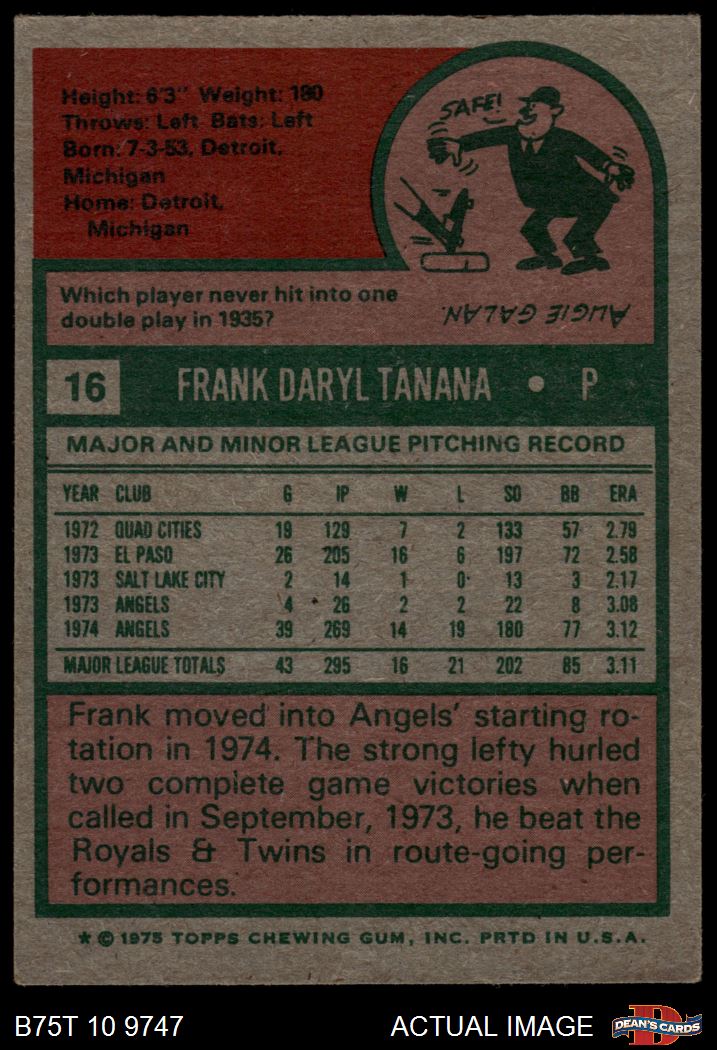 Height: 6'3" Weight: 180
Throws: Left Bats: Left
Born: 7-3-53, Detroit,
Michigan
Home: Detroit,
Michigan
SAFE!
Which player never hit into one
double play in 1935?
AUGIE GALAN.
16 FRANK DARYL TANANA • P
MAJOR AND MINOR LEAGUE PITCHING RECORD
YEAR CLUB G IP W L SO BB ERA
1972 QUAD CITIES 19 129 7 2 133 57 2.79
1973 EL PASO 26 205 16 6 197 72 2.58
1973 SALT LAKE CITY 2 14 1 0 13 3 2.17
1973 ANGELS 4 26 2 2 22 8 3.08
1974 ANGELS 39 269 14 19 180 77 3.12
MAJOR LEAGUE TOTALS 43 295 16 21 202 85 3.11
Frank moved into Angels' starting ro-
tation in 1974. The strong lefty hurled
two complete game victories when
called in September, 1973, he beat the
Royals & Twins in route-going per-
formances.
* © 1975 TOPPS CHEWING GUM, INC. PRTD IN U.S.A.
B75T 10 9747 ACTUAL IMAGE D DEAN'S CARDS